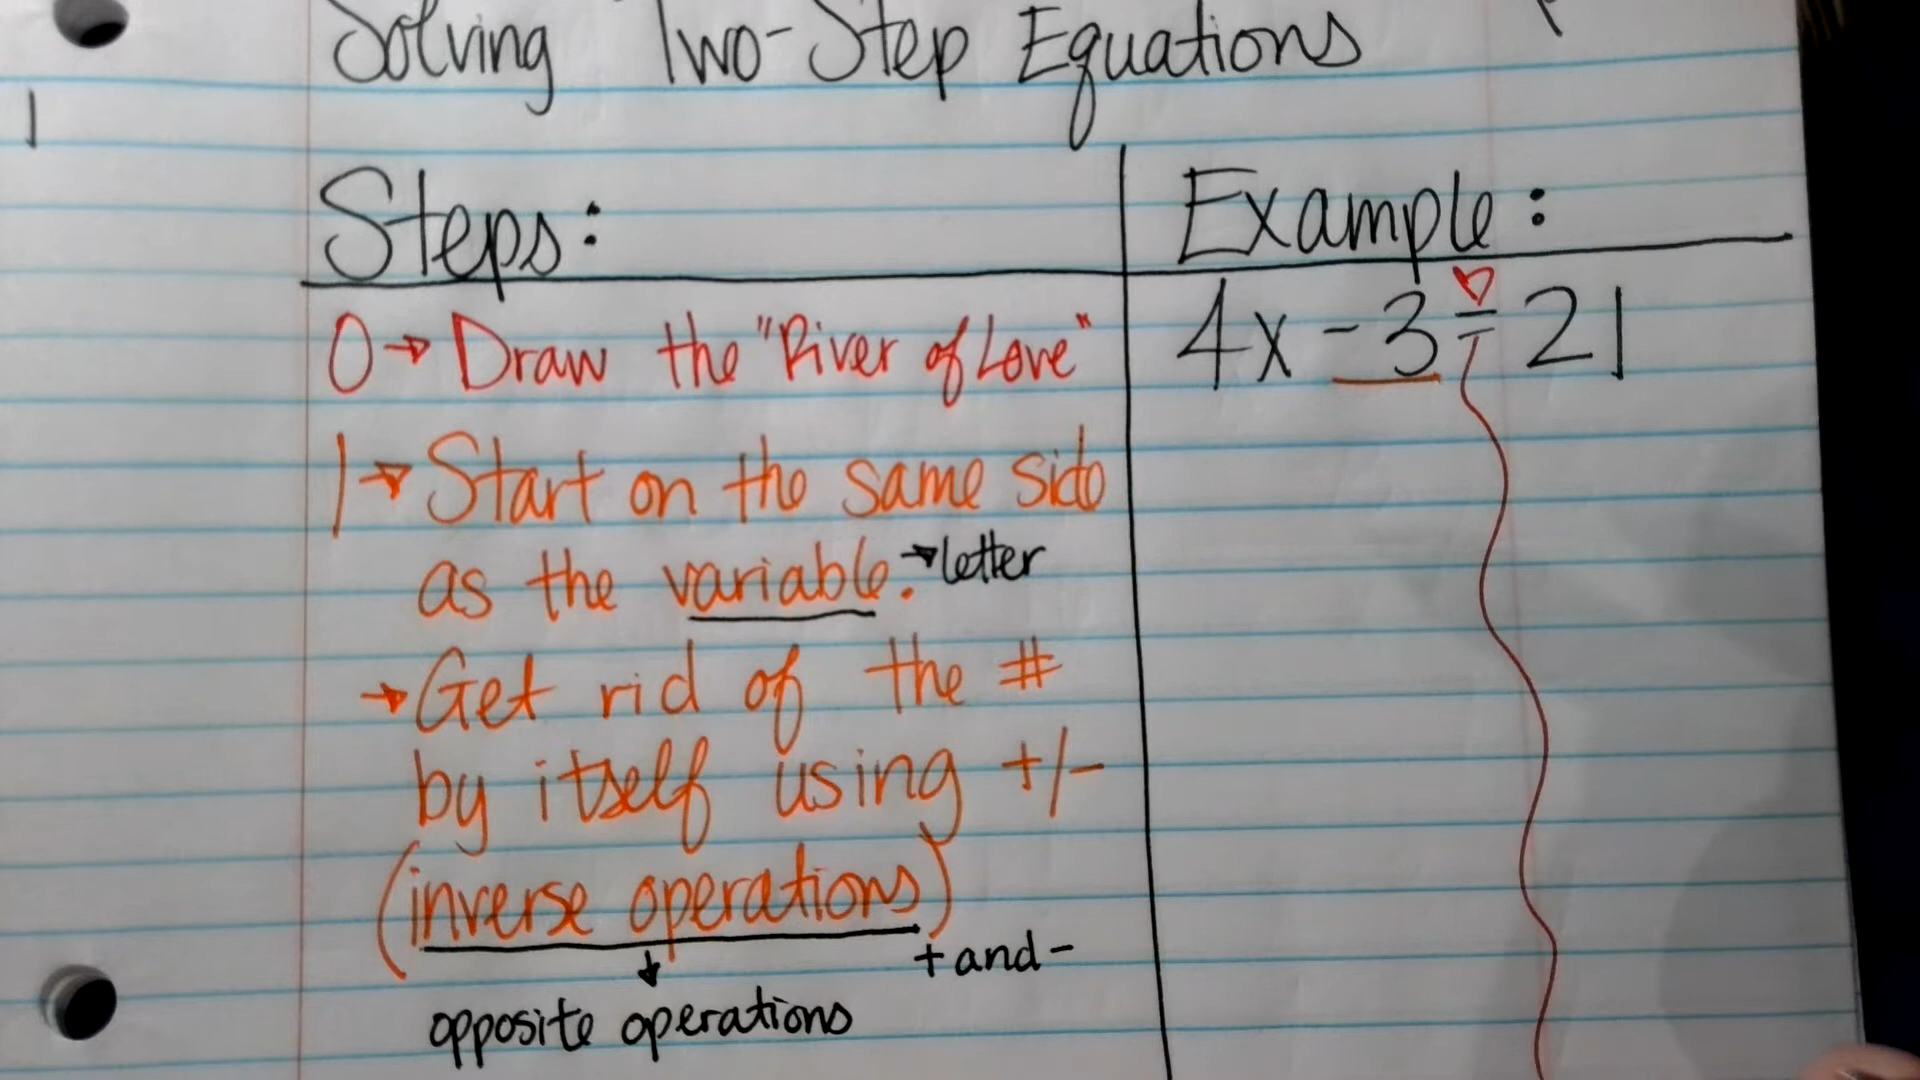 Solving Two-Step Equations
Steps:
Example:
0→ Draw the "River of Love"
4x - 3 = 21
1→ Start on the same side
as the variable. →letter
→Get rid of the #
by itself using +/-
(inverse operations)
+ and -
opposite operations